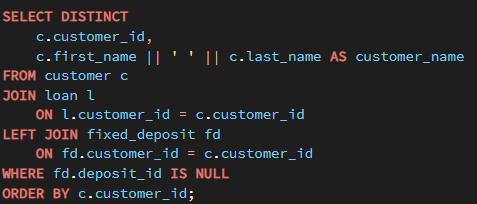 SELECT DISTINCT
    c.customer_id,
    c.first_name || ' ' || c.last_name AS customer_name
FROM customer c
JOIN loan l
    ON l.customer_id = c.customer_id
LEFT JOIN fixed_deposit fd
    ON fd.customer_id = c.customer_id
WHERE fd.deposit_id IS NULL
ORDER BY c.customer_id;